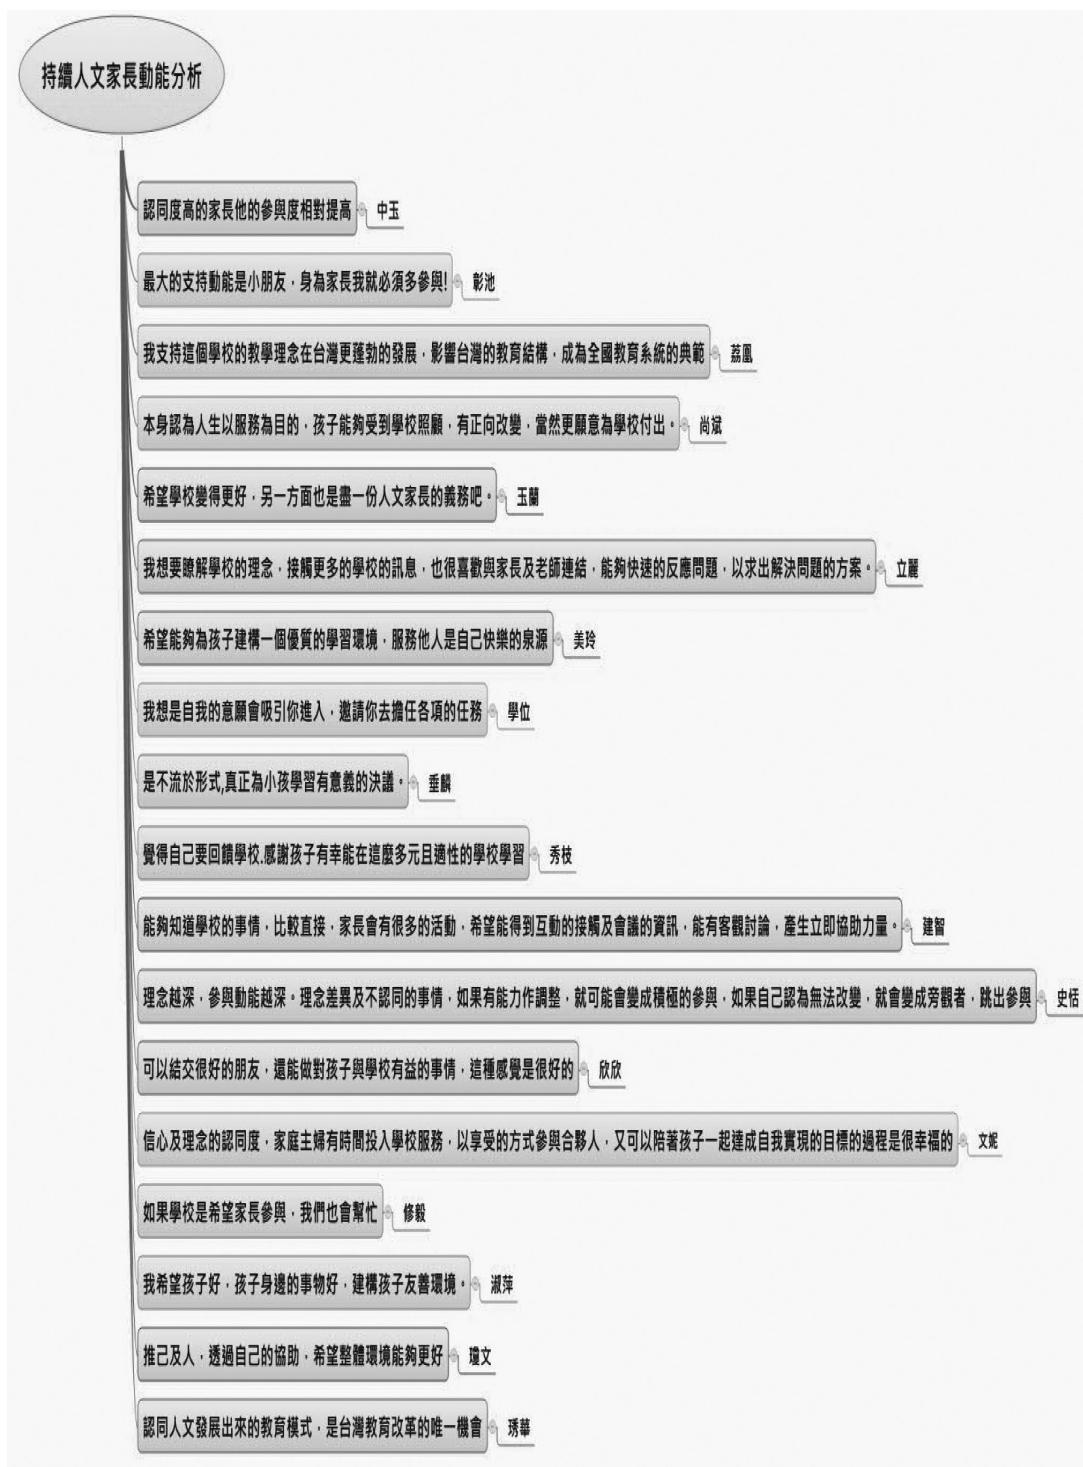 持續人文家長動能分析
認同度高的家長他的參與度相對提高 中玉
最大的支持動能是小朋友，身為家長我就必須多參與! 彰池
我支持這個學校的教學理念在台灣更蓬勃的發展，影響台灣的教育結構，成為全國教育系統的典範 荔鳳
本身認為人生以服務為目的，孩子能夠受到學校照顧，有正向改變，當然更願意為學校付出。 尚斌
希望學校變得更好，另一方面也是盡一份人文家長的義務吧。 玉蘭
我想要瞭解學校的理念，接觸更多的學校的訊息，也很喜歡與家長及老師連結，能夠快速的反應問題，以求出解決問題的方案。 立麗
希望能夠為孩子建構一個優質的學習環境，服務他人是自己快樂的泉源 美玲
我想是自我的意願會吸引你進入，邀請你去擔任各項的任務 學位
是不流於形式,真正為小孩學習有意義的決議。 垂麟
覺得自己要回饋學校.感謝孩子有幸能在這麼多元且適性的學校學習 秀枝
能夠知道學校的事情，比較直接，家長會有很多的活動，希望能得到互動的接觸及會議的資訊，能有客觀討論，產生立即協助力量。 建智
理念越深，參與動能越深。理念差異及不認同的事情，如果有能力作調整，就可能會變成積極的參與，如果自己認為無法改變，就會變成旁觀者，跳出參與 史恬
可以結交很好的朋友，還能做對孩子與學校有益的事情，這種感覺是很好的 欣欣
信心及理念的認同度，家庭主婦有時間投入學校服務，以享受的方式參與合夥人，又可以陪著孩子一起達成自我實現的目標的過程是很幸福的 文妮
如果學校是希望家長參與，我們也會幫忙 修毅
我希望孩子好，孩子身邊的事物好，建構孩子友善環境。 淑萍
推己及人，透過自己的協助，希望整體環境能夠更好 瓊文
認同人文發展出來的教育模式，是台灣教育改革的唯一機會 琇華